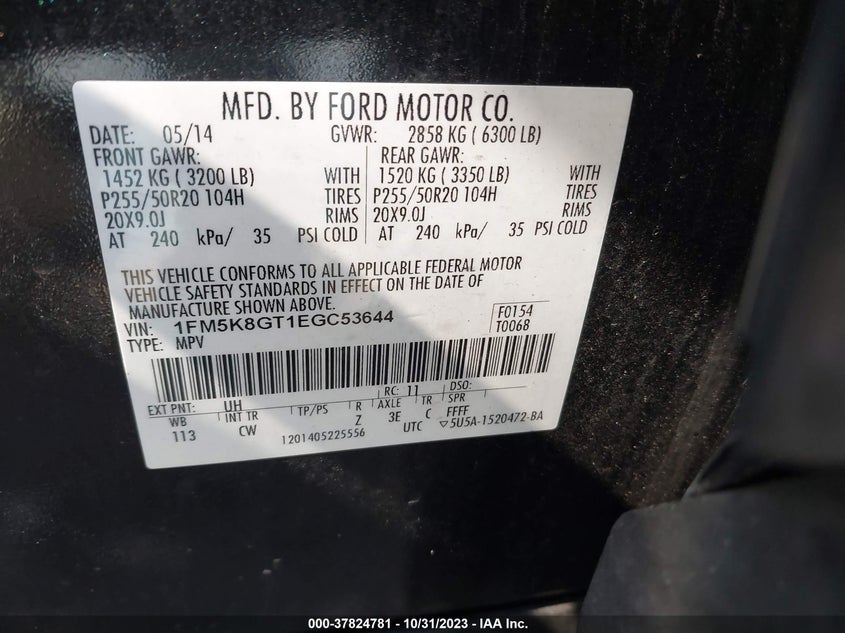 MFD. BY FORD MOTOR CO.
DATE: 05/14 GVWR: 2858 KG ( 6300 LB)
FRONT GAWR: REAR GAWR:
1452 KG ( 3200 LB) WITH 1520 KG ( 3350 LB) WITH
P255/50R20 104H TIRES P255/50R20 104H TIRES
20X9.0J RIMS 20X9.0J RIMS
AT 240 kPa/ 35 PSI COLD AT 240 kPa/ 35 PSI COLD
THIS VEHICLE CONFORMS TO ALL APPLICABLE FEDERAL MOTOR
VEHICLE SAFETY STANDARDS IN EFFECT ON THE DATE OF
MANUFACTURE SHOWN ABOVE.
VIN: 1FM5K8GT1EGC53644 F0154
TYPE: MPV T0068
EXT PNT: UH RC: 11 DSO:
WB INT TR TP/PS R AXLE TR SPR
113 CW Z 3E C FFFF
1201405225556 UTC ▽5U5A-1520472-BA
000-37824781 - 10/31/2023 - IAA Inc.